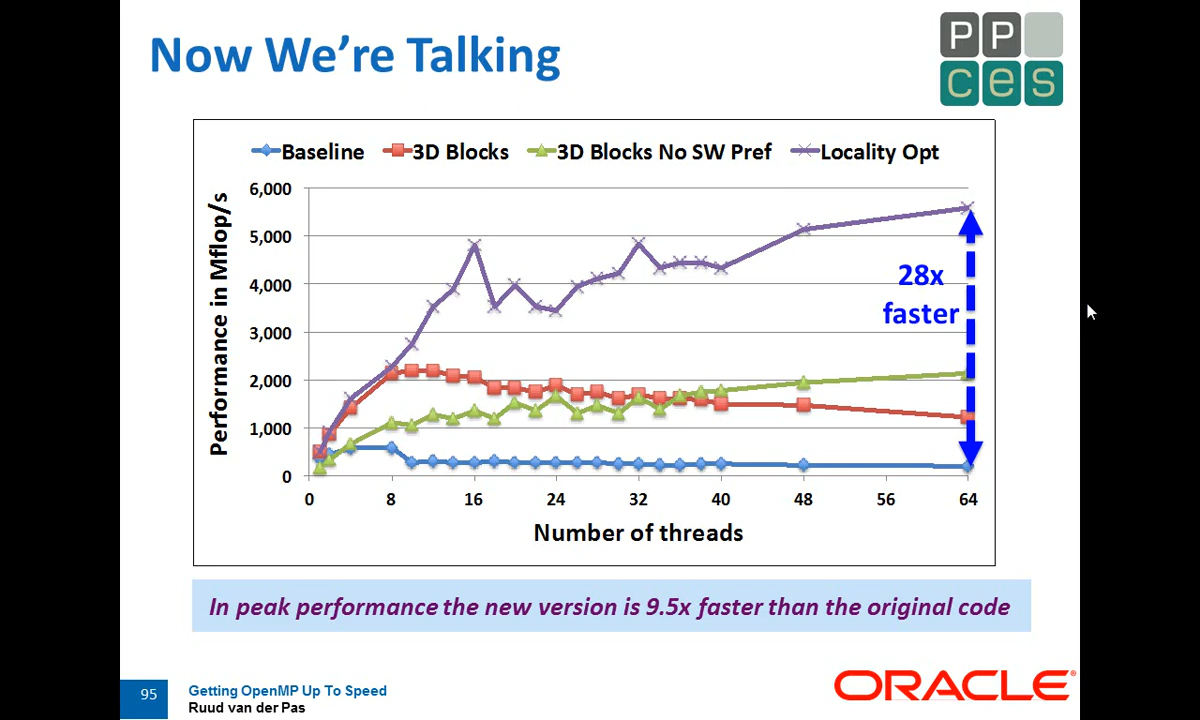 Now We're Talking
PP
ces
Baseline
3D Blocks
3D Blocks No SW Pref
Locality Opt
Performance in Mflop/s
6,000
5,000
4,000
3,000
2,000
1,000
0
28x
faster
0
8
16
24
32
40
48
56
64
Number of threads
In peak performance the new version is 9.5x faster than the original code
95
Getting OpenMP Up To Speed
Ruud van der Pas
ORACLE®